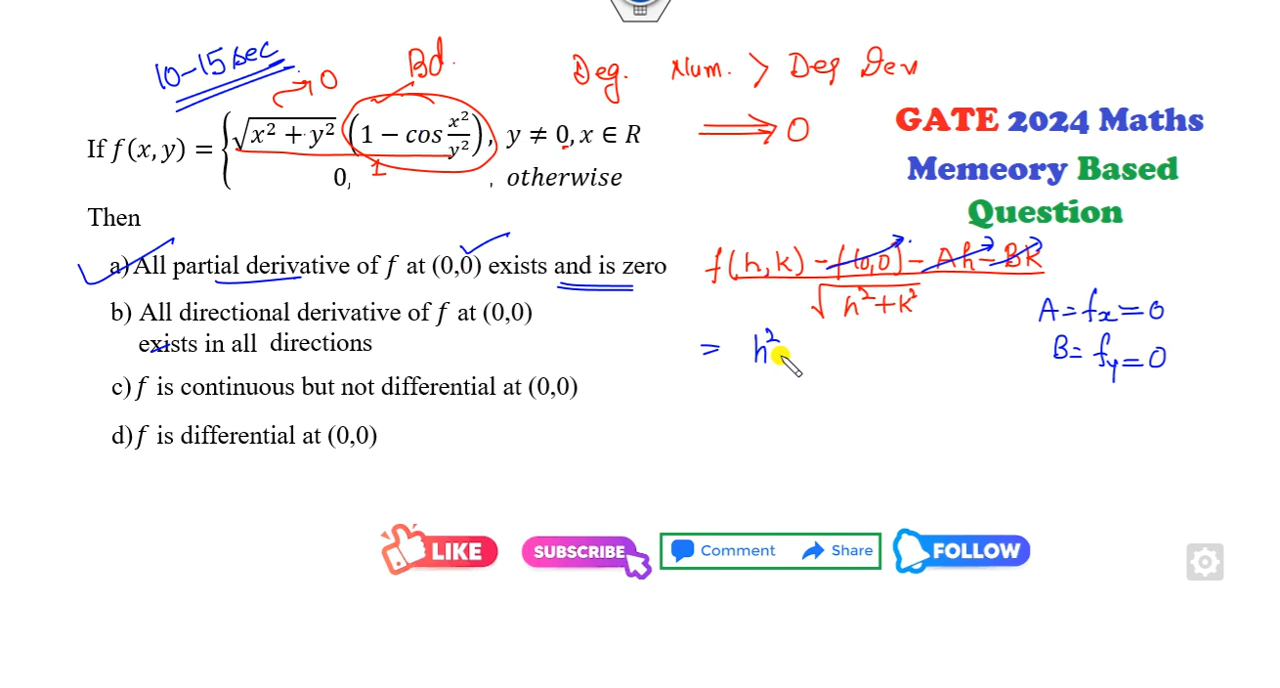 10-15 sec
→ 0
Bd.
Deg. Num. > Deg Den
⟹ 0
If f(x, y) = { √(x² + y²) (1 − cos x²/y²), y ≠ 0, x ∈ R
1
0, , otherwise
Then
a) All partial derivative of f at (0,0) exists and is zero
b) All directional derivative of f at (0,0)
exists in all directions
c) f is continuous but not differential at (0,0)
d) f is differential at (0,0)
GATE 2024 Maths
Memeory Based
Question
f(h,k) - f(0,0) - Ah - Bk
√(h²+k²)
= h²
A = fx = 0
B = fy = 0
LIKE
SUBSCRIBE
Comment
Share
FOLLOW